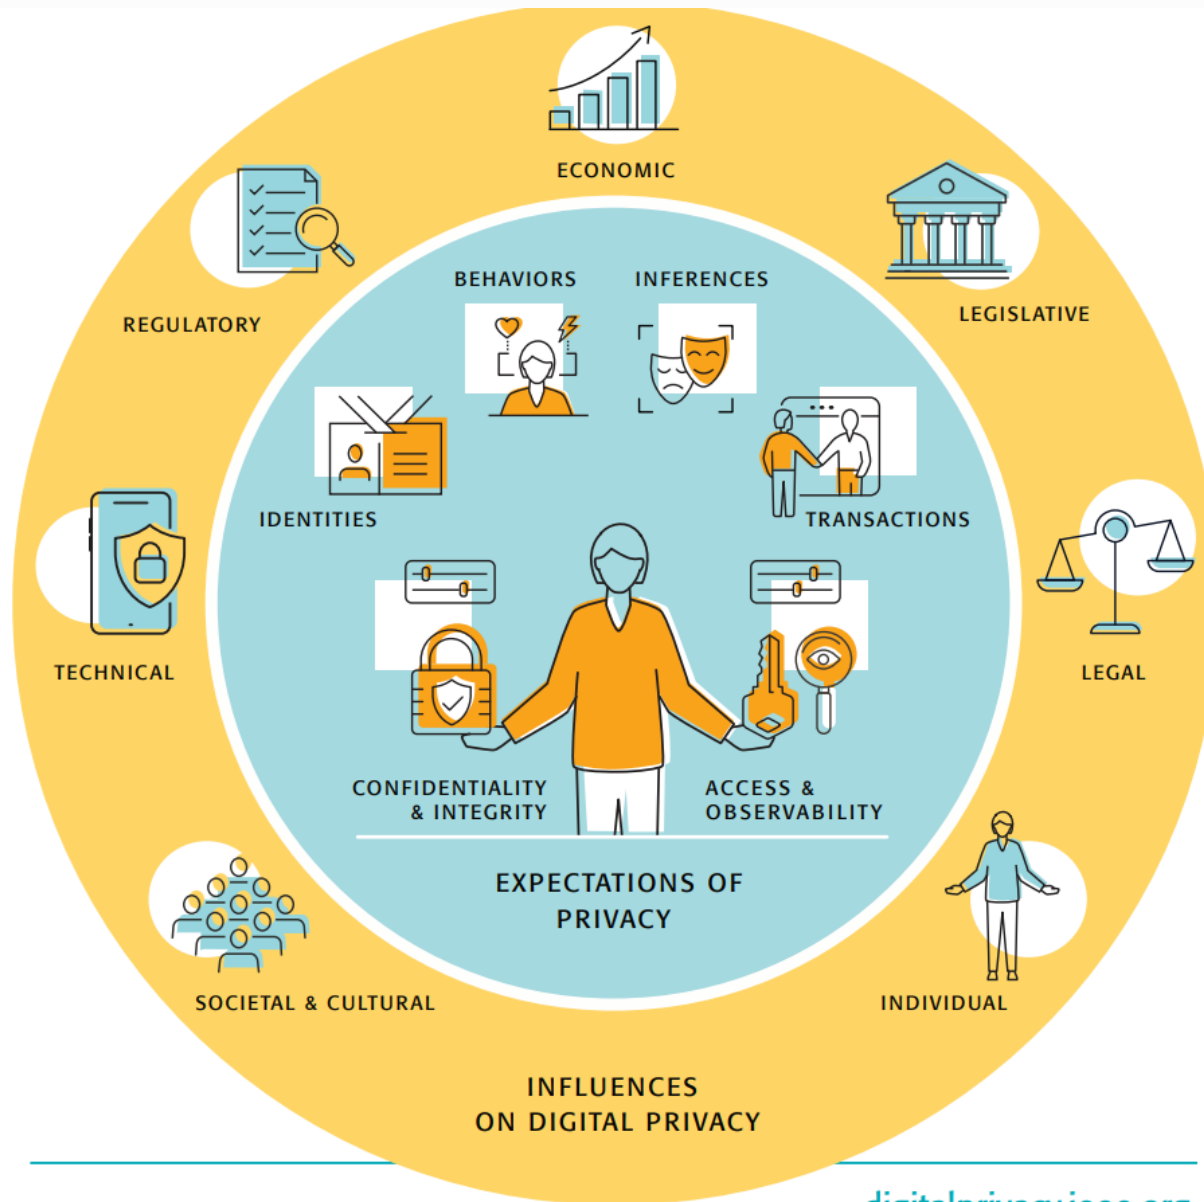 ECONOMIC
REGULATORY
LEGISLATIVE
BEHAVIORS
INFERENCES
IDENTITIES
TRANSACTIONS
TECHNICAL
LEGAL
CONFIDENTIALITY
& INTEGRITY
ACCESS &
OBSERVABILITY
EXPECTATIONS OF
PRIVACY
SOCIETAL & CULTURAL
INDIVIDUAL
INFLUENCES
ON DIGITAL PRIVACY